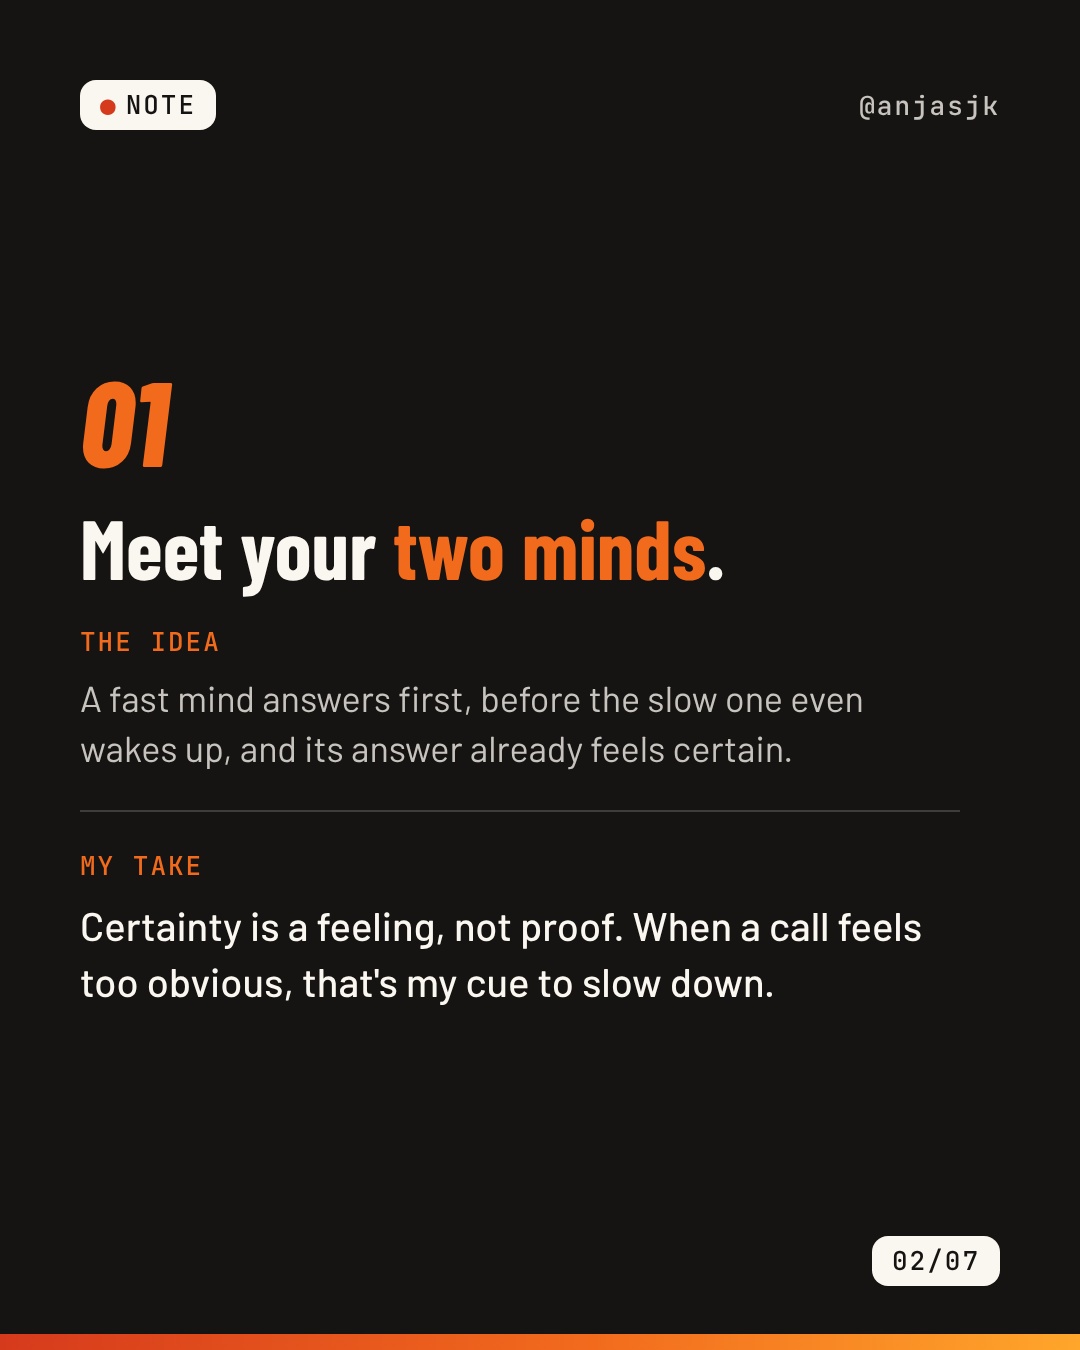 NOTE
@anjasjk
01
Meet your two minds.
THE IDEA
A fast mind answers first, before the slow one even
wakes up, and its answer already feels certain.
MY TAKE
Certainty is a feeling, not proof. When a call feels
too obvious, that's my cue to slow down.
02/07